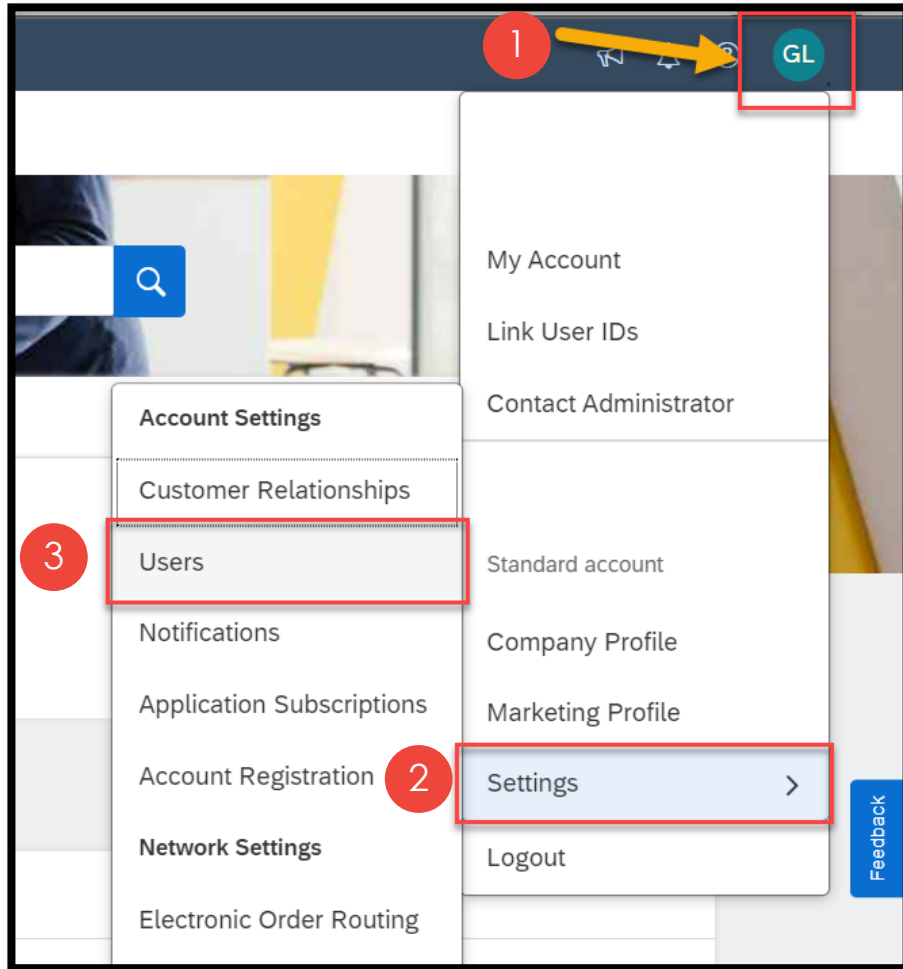 1
GL
My Account
Link User IDs
Contact Administrator
Standard account
Company Profile
Marketing Profile
2
Settings
Logout
Account Settings
Customer Relationships
3
Users
Notifications
Application Subscriptions
Account Registration
Network Settings
Electronic Order Routing
Feedback